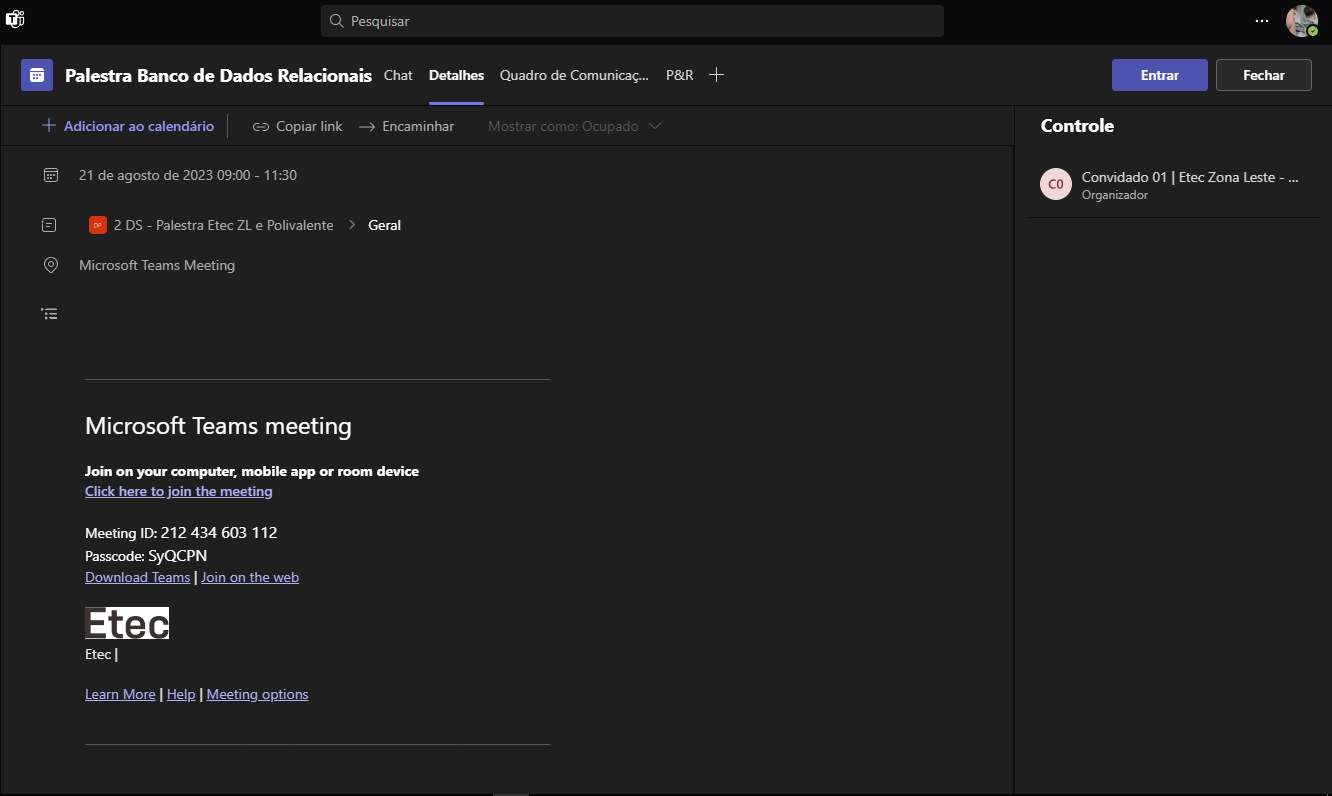 Pesquisar
Palestra Banco de Dados Relacionais Chat Detalhes Quadro de Comunicaç... P&R
Entrar Fechar
Adicionar ao calendário Copiar link Encaminhar Mostrar como: Ocupado
Controle
21 de agosto de 2023 09:00 - 11:30
C0 Convidado 01 | Etec Zona Leste - ...
Organizador
DP 2 DS - Palestra Etec ZL e Polivalente > Geral
Microsoft Teams Meeting
Microsoft Teams meeting
Join on your computer, mobile app or room device
Click here to join the meeting
Meeting ID: 212 434 603 112
Passcode: SyQCPN
Download Teams | Join on the web
Etec
Etec |
Learn More | Help | Meeting options